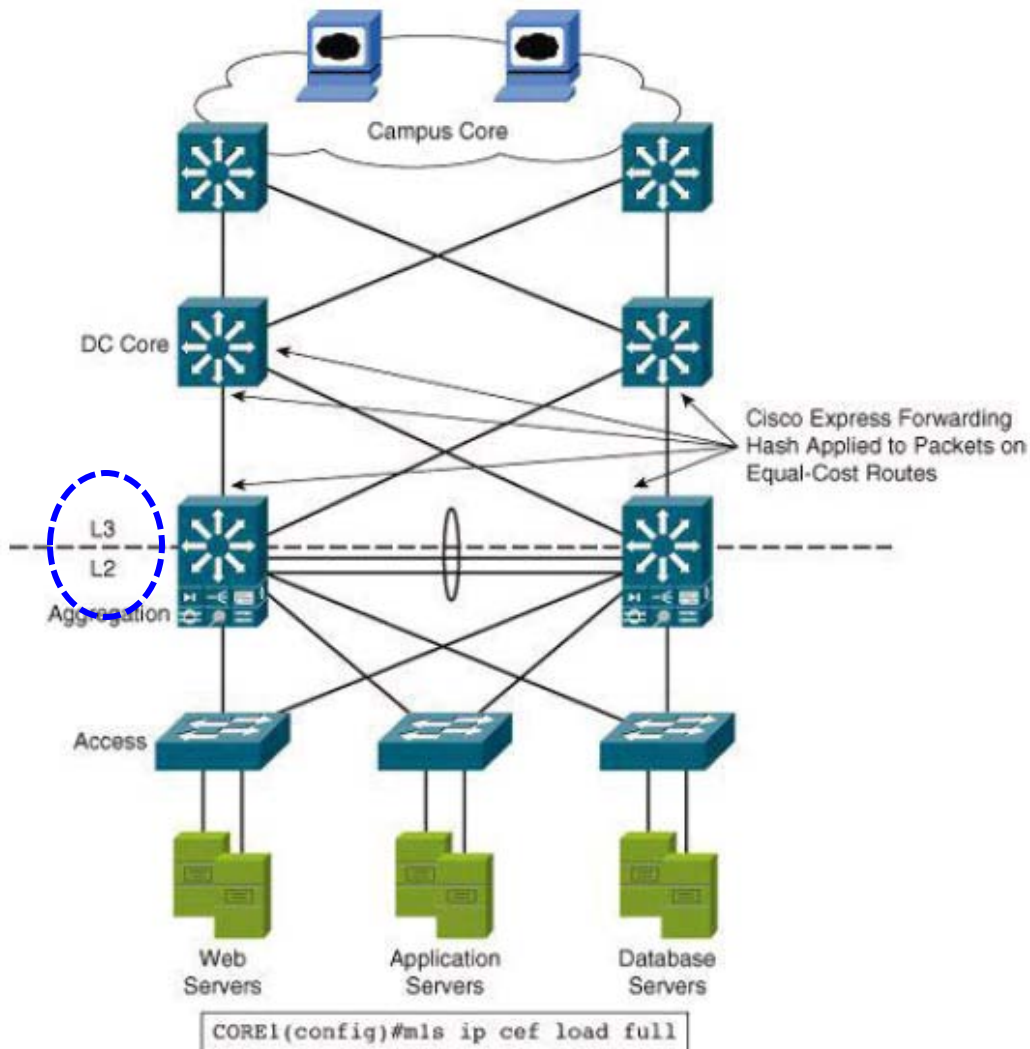 Campus Core
DC Core
Cisco Express Forwarding
Hash Applied to Packets on
Equal-Cost Routes
L3
L2
Aggregation
Access
Web
Servers
Application
Servers
Database
Servers
CORE1(config)#mls ip cef load full